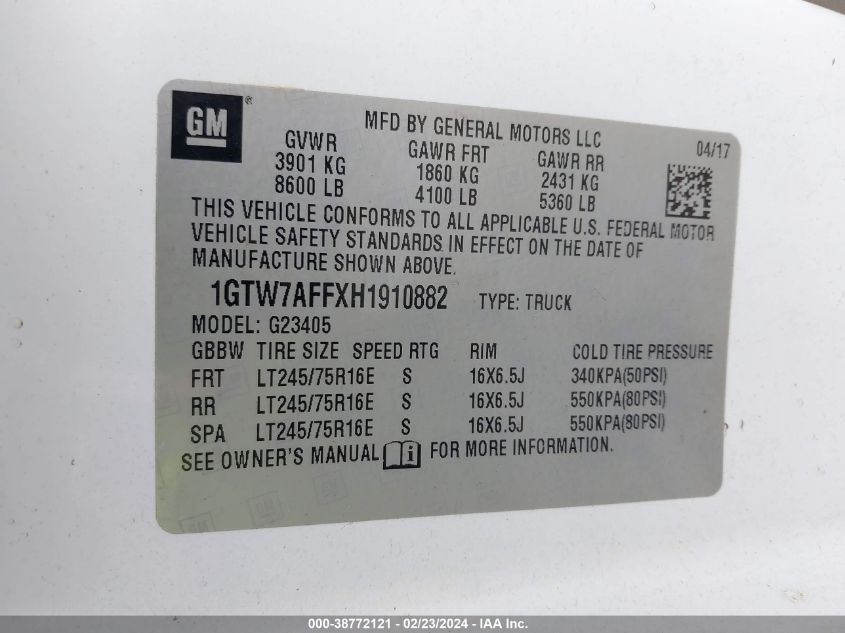 GM®
MFD BY GENERAL MOTORS LLC
04/17
GVWR GAWR FRT GAWR RR
3901 KG 1860 KG 2431 KG
8600 LB 4100 LB 5360 LB
THIS VEHICLE CONFORMS TO ALL APPLICABLE U.S. FEDERAL MOTOR
VEHICLE SAFETY STANDARDS IN EFFECT ON THE DATE OF
MANUFACTURE SHOWN ABOVE.
1GTW7AFFXH1910882 TYPE: TRUCK
MODEL: G23405
GBBW TIRE SIZE SPEED RTG RIM COLD TIRE PRESSURE
FRT LT245/75R16E S 16X6.5J 340KPA(50PSI)
RR LT245/75R16E S 16X6.5J 550KPA(80PSI)
SPA LT245/75R16E S 16X6.5J 550KPA(80PSI)
SEE OWNER'S MANUAL FOR MORE INFORMATION.
000-38772121 - 02/23/2024 - IAA Inc.